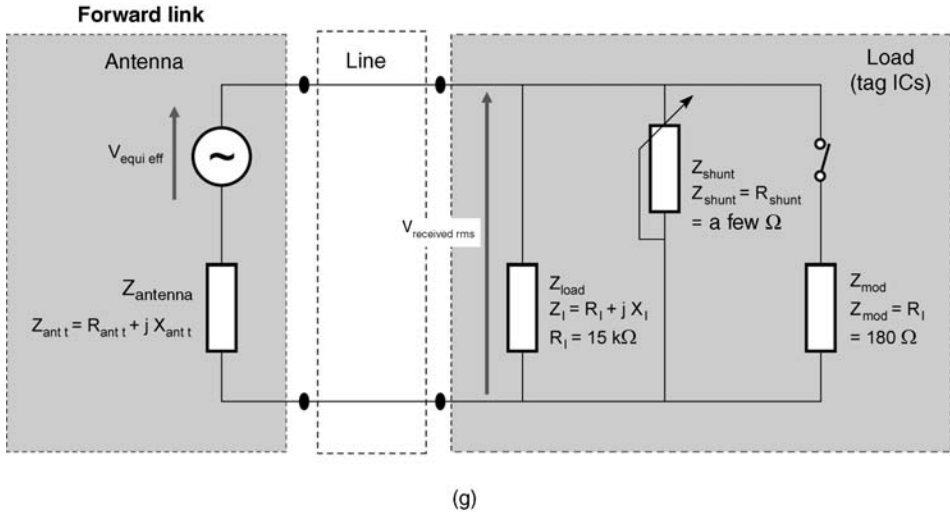 Forward link
Antenna
Line
Load
(tag ICs)
V equi eff
~
Z antenna
Z ant t = R ant t + j X ant t
V received rms
Z load
Z l = R l + j X l
R l = 15 kΩ
Z shunt
Z shunt = R shunt
= a few Ω
Z mod
Z mod = R l
= 180 Ω
(g)